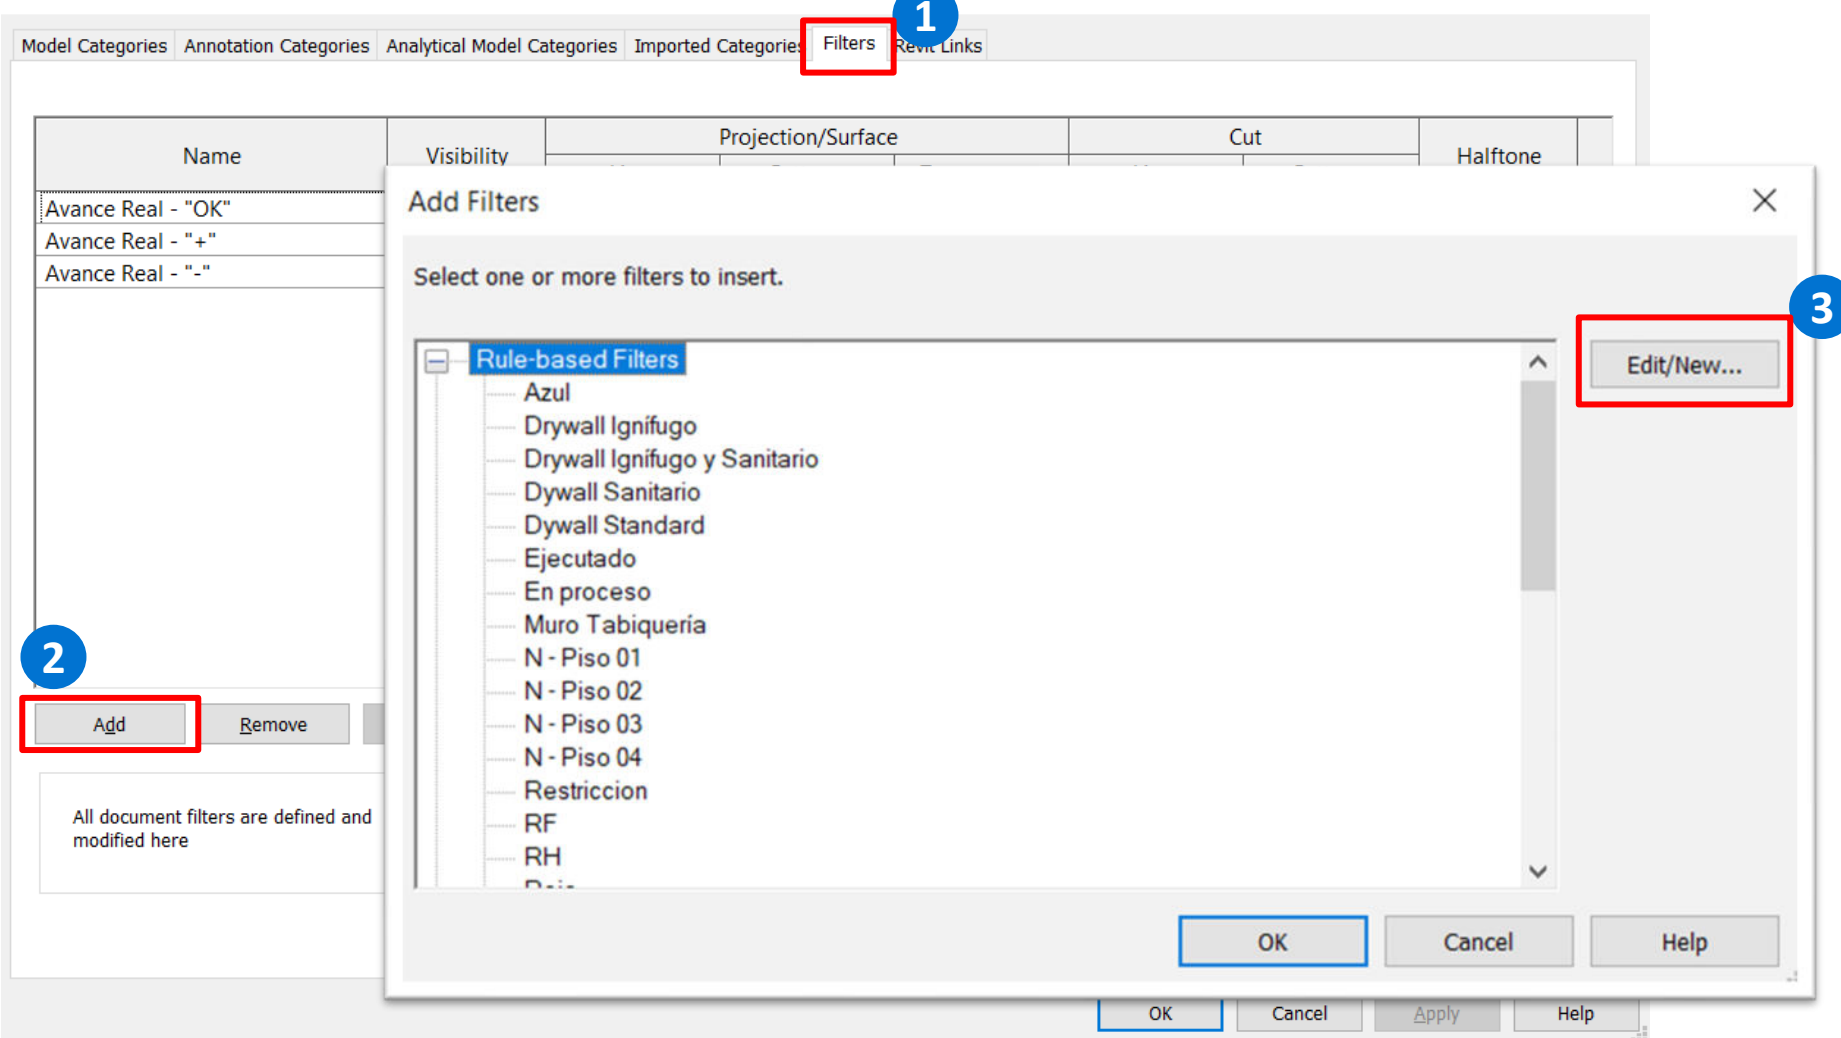 1
Model Categories Annotation Categories Analytical Model Categories Imported Categories Filters Revit Links
Name Visibility Projection/Surface Cut Halftone
Avance Real - "OK"
Avance Real - "+"
Avance Real - "-"
Add Filters
Select one or more filters to insert.
3
Edit/New...
Rule-based Filters
Azul
Drywall Ignífugo
Drywall Ignífugo y Sanitario
Dywall Sanitario
Dywall Standard
Ejecutado
En proceso
Muro Tabiquería
N - Piso 01
N - Piso 02
N - Piso 03
N - Piso 04
Restriccion
RF
RH
2
Add Remove
All document filters are defined and
modified here
OK Cancel Help
OK Cancel Apply Help